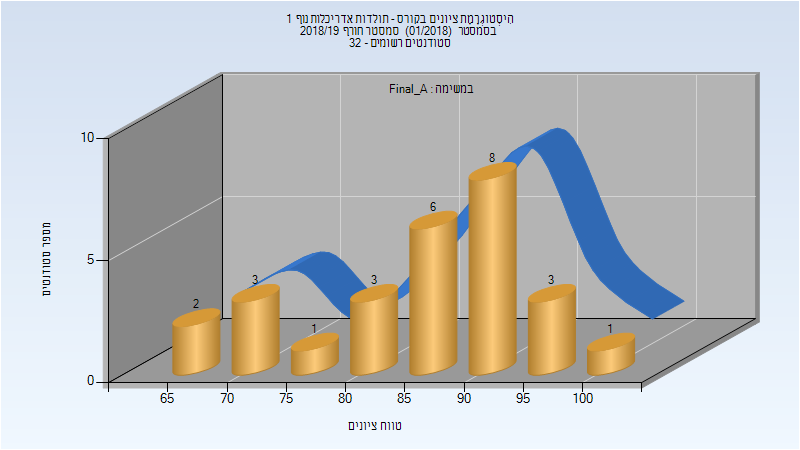 היסטוגרמת ציונים בקורס - תולדות אדריכלות נוף 1
בסמסטר (01/2018) סמסטר חורף 2018/19
סטודנטים רשומים - 32
במשימה : Final_A
10
5
0
מספר סטודנטים
2
3
1
3
6
8
3
1
65 70 75 80 85 90 95 100
טווח ציונים